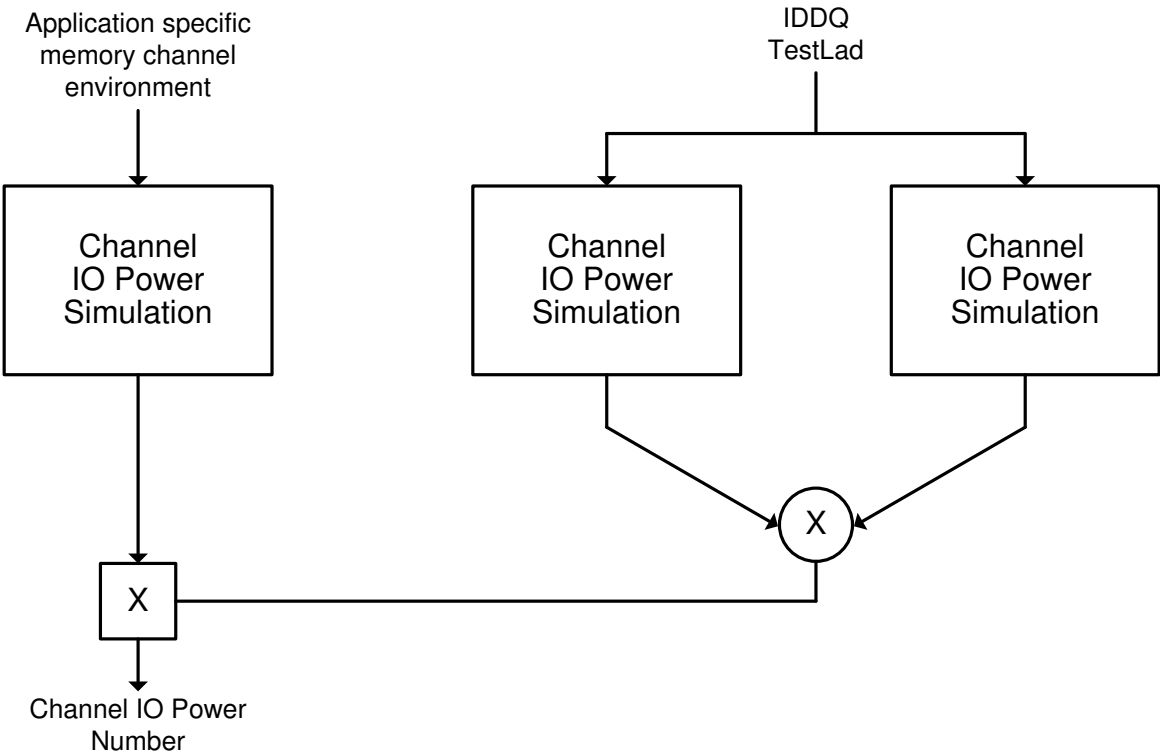 Application specific
memory channel
environment
IDDQ
TestLad
Channel
IO Power
Simulation
Channel
IO Power
Simulation
Channel
IO Power
Simulation
X
X
Channel IO Power
Number